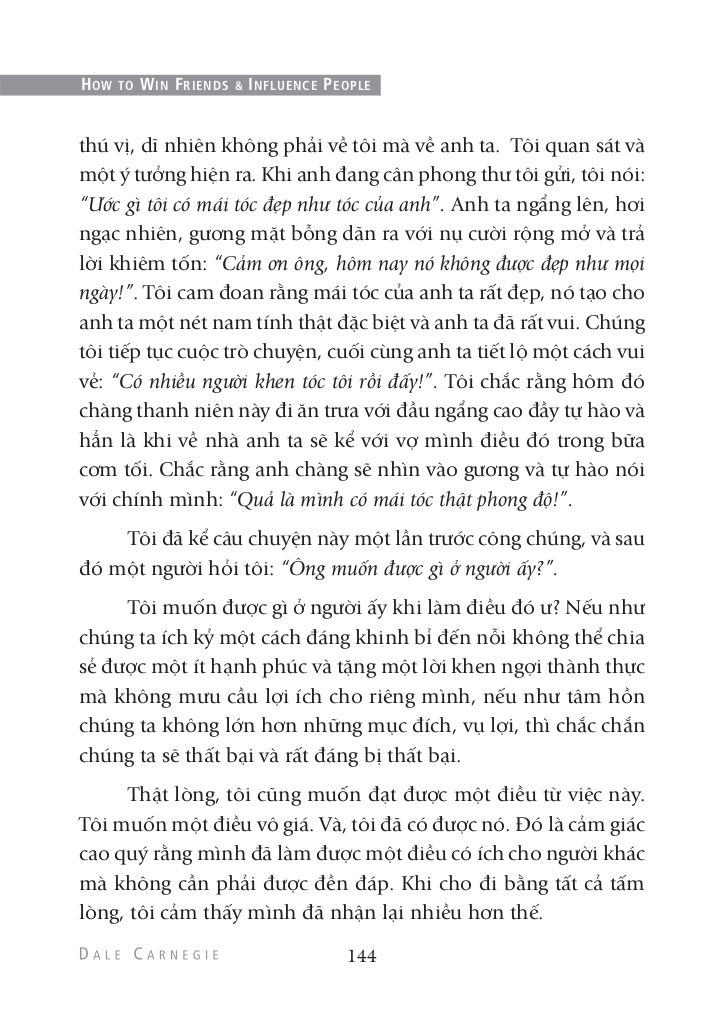 HOW TO WIN FRIENDS & INFLUENCE PEOPLE
thú vị, dĩ nhiên không phải về tôi mà về anh ta. Tôi quan sát và
một ý tưởng hiện ra. Khi anh đang cân phong thư tôi gửi, tôi nói:
“Ước gì tôi có mái tóc đẹp như tóc của anh”. Anh ta ngẩng lên, hơi
ngạc nhiên, gương mặt bỗng dãn ra với nụ cười rộng mở và trả
lời khiêm tốn: “Cảm ơn ông, hôm nay nó không được đẹp như mọi
ngày!”. Tôi cam đoan rằng mái tóc của anh ta rất đẹp, nó tạo cho
anh ta một nét nam tính thật đặc biệt và anh ta đã rất vui. Chúng
tôi tiếp tục cuộc trò chuyện, cuối cùng anh ta tiết lộ một cách vui
vẻ: “Có nhiều người khen tóc tôi rồi đấy!”. Tôi chắc rằng hôm đó
chàng thanh niên này đi ăn trưa với đầu ngẩng cao đầy tự hào và
hẳn là khi về nhà anh ta sẽ kể với vợ mình điều đó trong bữa
cơm tối. Chắc rằng anh chàng sẽ nhìn vào gương và tự hào nói
với chính mình: “Quả là mình có mái tóc thật phong độ!”.
Tôi đã kể câu chuyện này một lần trước công chúng, và sau
đó một người hỏi tôi: “Ông muốn được gì ở người ấy?”.
Tôi muốn được gì ở người ấy khi làm điều đó ư? Nếu như
chúng ta ích kỷ một cách đáng khinh bỉ đến nỗi không thể chia
sẻ được một ít hạnh phúc và tặng một lời khen ngợi thành thực
mà không mưu cầu lợi ích cho riêng mình, nếu như tâm hồn
chúng ta không lớn hơn những mục đích, vụ lợi, thì chắc chắn
chúng ta sẽ thất bại và rất đáng bị thất bại.
Thật lòng, tôi cũng muốn đạt được một điều từ việc này.
Tôi muốn một điều vô giá. Và, tôi đã có được nó. Đó là cảm giác
cao quý rằng mình đã làm được một điều có ích cho người khác
mà không cần phải được đền đáp. Khi cho đi bằng tất cả tấm
lòng, tôi cảm thấy mình đã nhận lại nhiều hơn thế.
DALE CARNEGIE 144